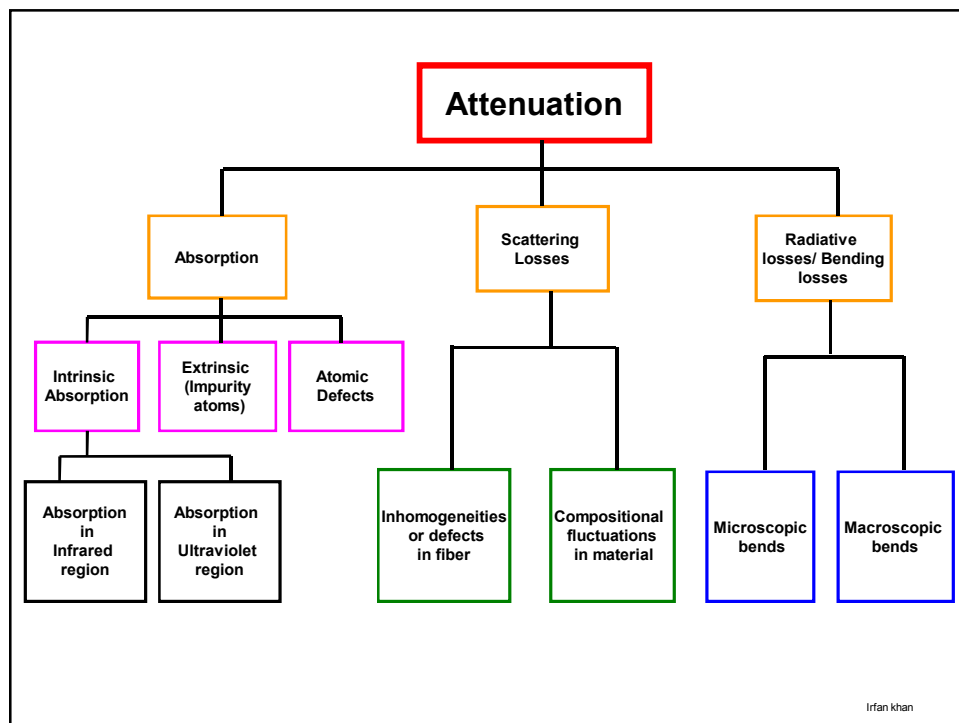 Attenuation
Absorption
Scattering
Losses
Radiative
losses/ Bending
losses
Intrinsic
Absorption
Extrinsic
(Impurity
atoms)
Atomic
Defects
Absorption
in
Infrared
region
Absorption
in
Ultraviolet
region
Inhomogeneities
or defects
in fiber
Compositional
fluctuations
in material
Microscopic
bends
Macroscopic
bends
Irfan khan